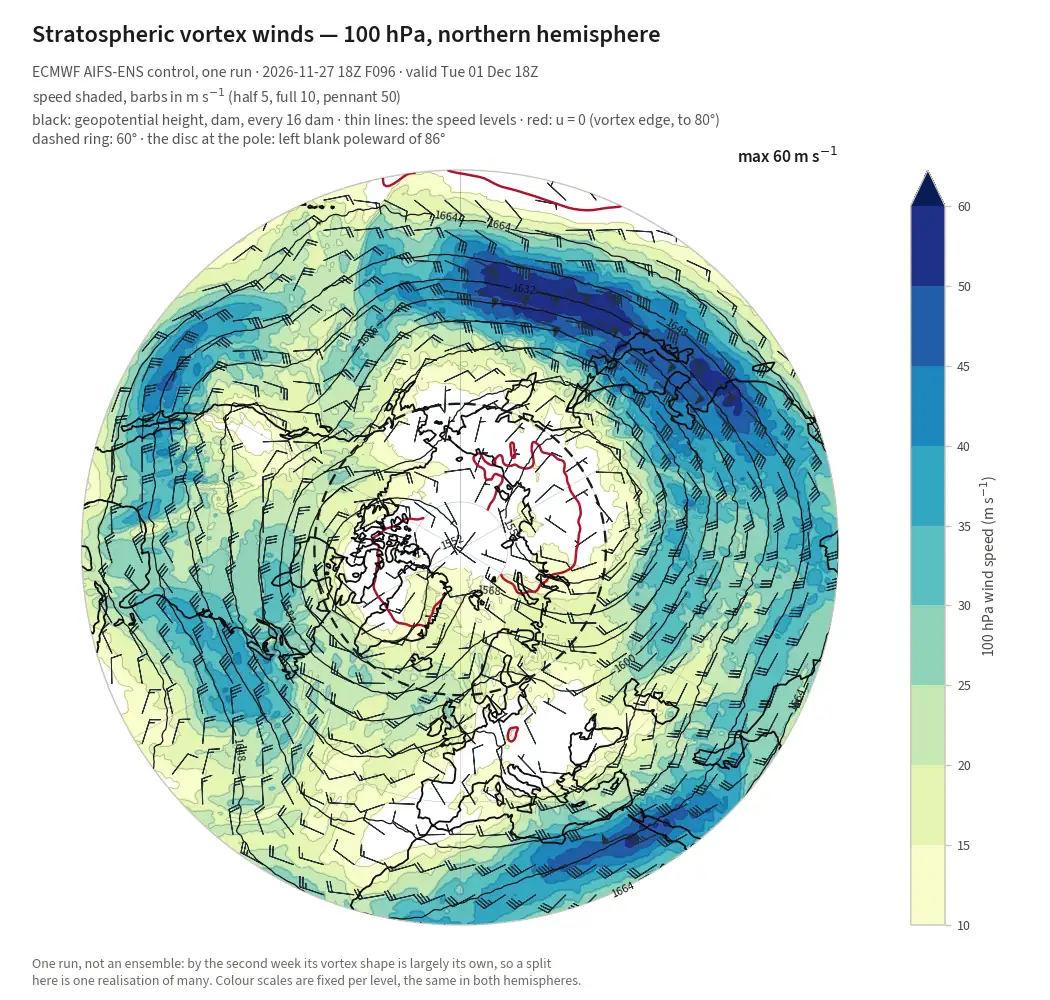 Stratospheric vortex winds — 100 hPa, northern hemisphere
ECMWF AIFS-ENS control, one run · 2026-11-27 18Z F096 · valid Tue 01 Dec 18Z
speed shaded, barbs in m s⁻¹ (half 5, full 10, pennant 50)
black: geopotential height, dam, every 16 dam · thin lines: the speed levels · red: u = 0 (vortex edge, to 80°)
dashed ring: 60° · the disc at the pole: left blank poleward of 86°
max 60 m s⁻¹
1664
1664
1632
1648
1568
1600
1664
1648
1664
60
50
45
40
35
30
25
20
15
10
100 hPa wind speed (m s⁻¹)
One run, not an ensemble: by the second week its vortex shape is largely its own, so a split
here is one realisation of many. Colour scales are fixed per level, the same in both hemispheres.